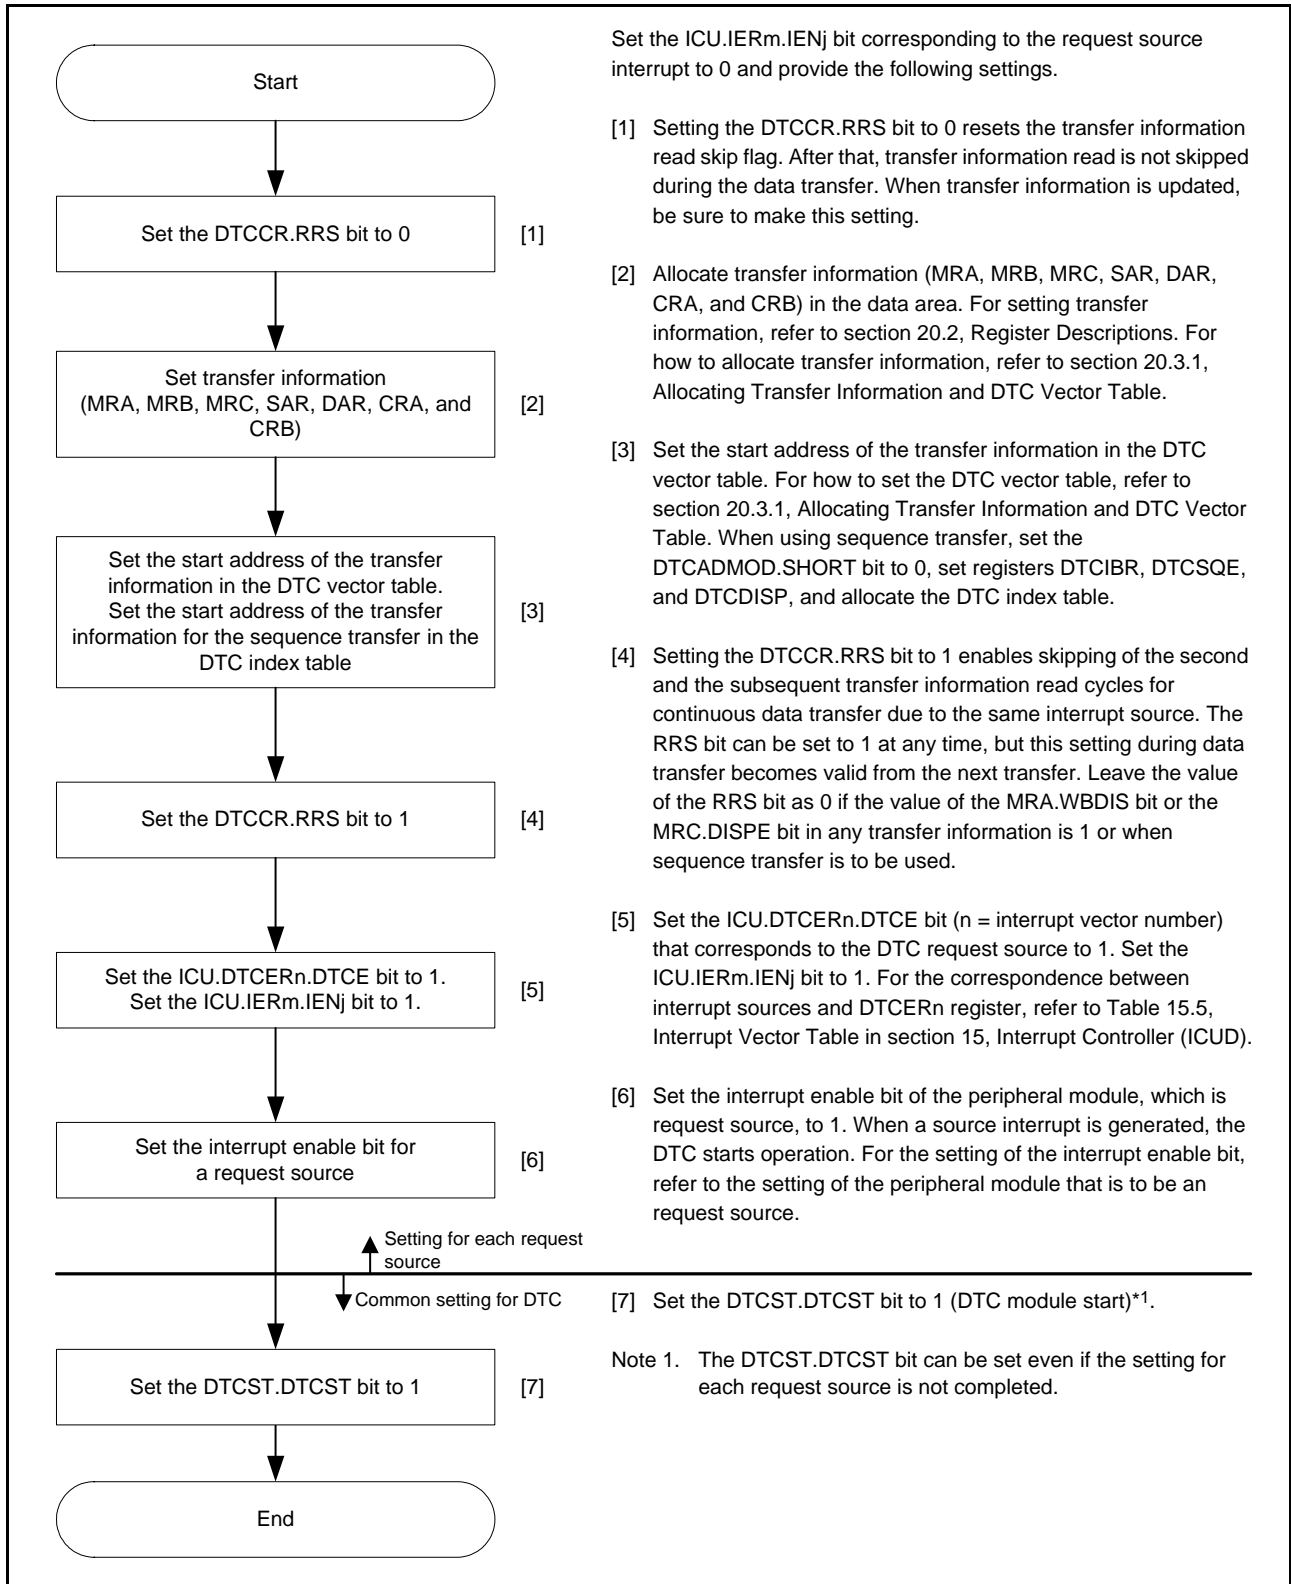 Start
Set the DTCCR.RRS bit to 0
[1]
Set transfer information
(MRA, MRB, MRC, SAR, DAR, CRA, and
CRB)
[2]
Set the start address of the transfer
information in the DTC vector table.
Set the start address of the transfer
information for the sequence transfer in the
DTC index table
[3]
Set the DTCCR.RRS bit to 1
[4]
Set the ICU.DTCERn.DTCE bit to 1.
Set the ICU.IERm.IENj bit to 1.
[5]
Set the interrupt enable bit for
a request source
[6]
Setting for each request
source
Common setting for DTC
Set the DTCST.DTCST bit to 1
[7]
End
Set the ICU.IERm.IENj bit corresponding to the request source
interrupt to 0 and provide the following settings.
[1] Setting the DTCCR.RRS bit to 0 resets the transfer information
read skip flag. After that, transfer information read is not skipped
during the data transfer. When transfer information is updated,
be sure to make this setting.
[2] Allocate transfer information (MRA, MRB, MRC, SAR, DAR,
CRA, and CRB) in the data area. For setting transfer
information, refer to section 20.2, Register Descriptions. For
how to allocate transfer information, refer to section 20.3.1,
Allocating Transfer Information and DTC Vector Table.
[3] Set the start address of the transfer information in the DTC
vector table. For how to set the DTC vector table, refer to
section 20.3.1, Allocating Transfer Information and DTC Vector
Table. When using sequence transfer, set the
DTCADMOD.SHORT bit to 0, set registers DTCIBR, DTCSQE,
and DTCDISP, and allocate the DTC index table.
[4] Setting the DTCCR.RRS bit to 1 enables skipping of the second
and the subsequent transfer information read cycles for
continuous data transfer due to the same interrupt source. The
RRS bit can be set to 1 at any time, but this setting during data
transfer becomes valid from the next transfer. Leave the value
of the RRS bit as 0 if the value of the MRA.WBDIS bit or the
MRC.DISPE bit in any transfer information is 1 or when
sequence transfer is to be used.
[5] Set the ICU.DTCERn.DTCE bit (n = interrupt vector number)
that corresponds to the DTC request source to 1. Set the
ICU.IERm.IENj bit to 1. For the correspondence between
interrupt sources and DTCERn register, refer to Table 15.5,
Interrupt Vector Table in section 15, Interrupt Controller (ICUD).
[6] Set the interrupt enable bit of the peripheral module, which is
request source, to 1. When a source interrupt is generated, the
DTC starts operation. For the setting of the interrupt enable bit,
refer to the setting of the peripheral module that is to be an
request source.
[7] Set the DTCST.DTCST bit to 1 (DTC module start)*1.
Note 1. The DTCST.DTCST bit can be set even if the setting for
each request source is not completed.